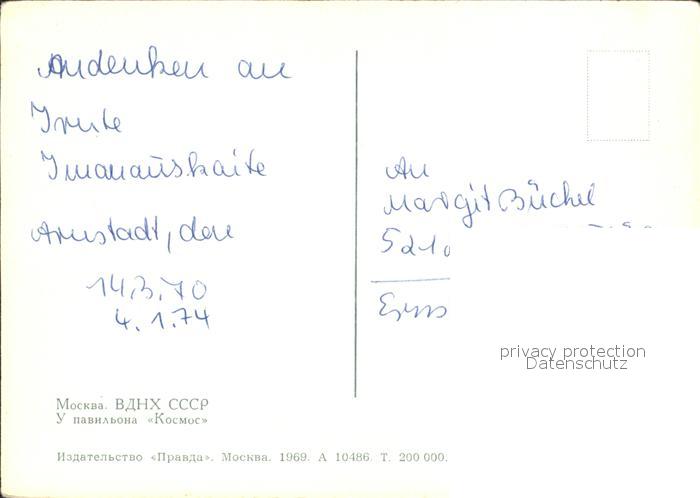 Andenken an
Irute
Imanauskaite
Arnstadt, den
14.3.70
4.1.74
An
Margit Büchel
5210
privacy protection
Datenschutz
Москва. ВДНХ СССР
У павильона «Космос»
Издательство «Правда». Москва. 1969. А 10486. Т. 200 000.